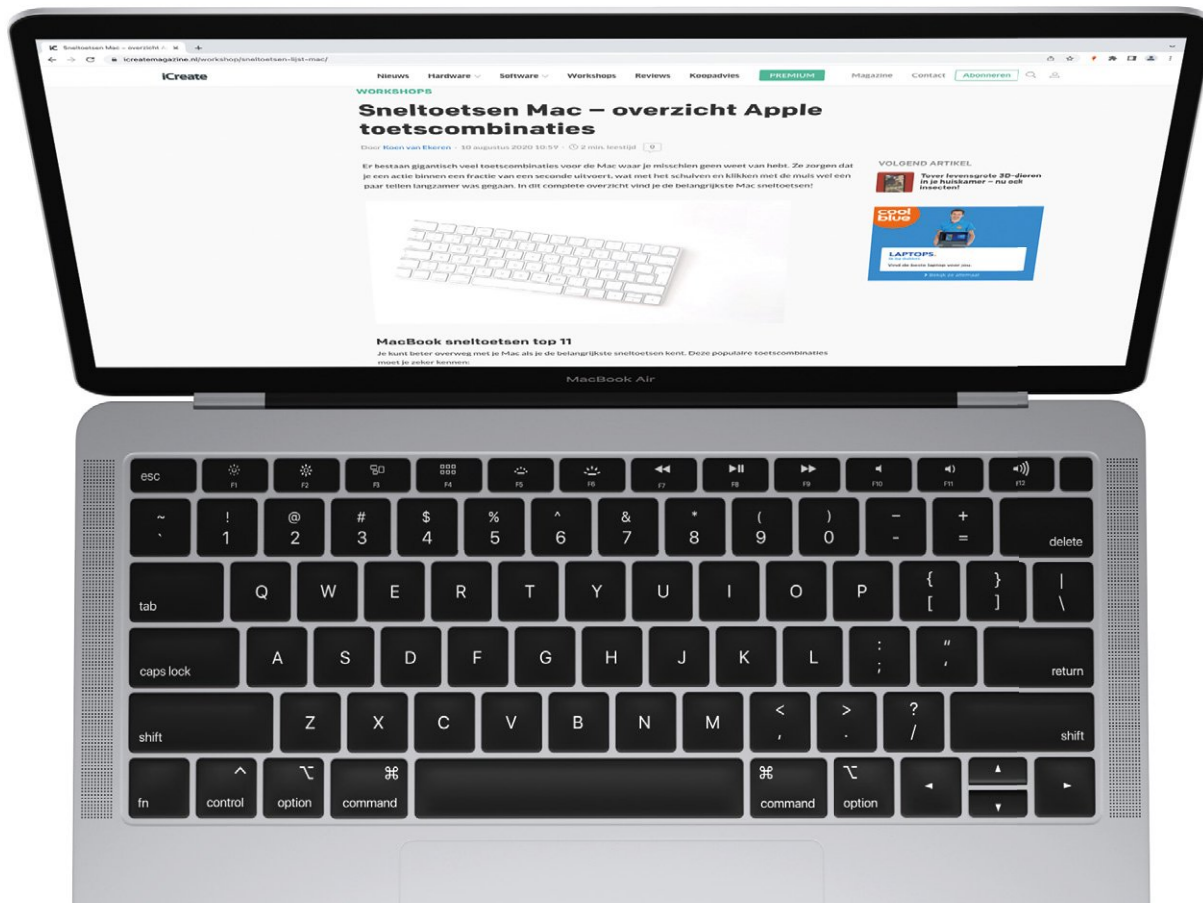 Sneltoetsen Mac – overzicht A
icreatemagazine.nl/workshop/sneltoetsen-lijst-mac/
iCreate Nieuws Hardware Software Workshops Reviews Koopadvies PREMIUM Magazine Contact Abonneren
WORKSHOPS
Sneltoetsen Mac – overzicht Apple
toetscombinaties
Door Koen van Ekeren - 10 augustus 2020 10:59 - 2 min. leestijd 0
Er bestaan gigantisch veel toetscombinaties voor de Mac waar je misschien geen weet van hebt. Ze zorgen dat
je een actie binnen een fractie van een seconde uitvoert, wat met het schuiven en klikken met de muis wel een
paar tellen langzamer was gegaan. In dit complete overzicht vind je de belangrijkste Mac sneltoetsen!
VOLGEND ARTIKEL
Tover levensgrote 3D-dieren
in je huiskamer – nu ook
insecten!
cool
blue
LAPTOPS.
Vind de beste laptop voor jou.
MacBook sneltoetsen top 11
Je kunt beter overweg met je Mac als je de belangrijkste sneltoetsen kent. Deze populaire toetscombinaties
moet je zeker kennen:
MacBook Air
esc F1 F2 F3 F4 F5 F6 F7 F8 F9 F10 F11 F12
~ ! @ # $ % ^ & * ( ) – +
` 1 2 3 4 5 6 7 8 9 0 - = delete
tab Q W E R T Y U I O P { [ } ] | \
caps lock A S D F G H J K L : ; " ' return
shift Z X C V B N M < , > . ? / shift
fn ^ control ⌥ option ⌘ command ⌘ command ⌥ option ◄ ▲ ▼ ►